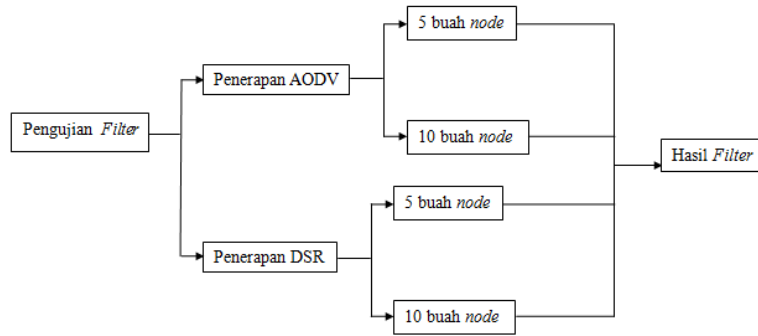 5 buah node
Penerapan AODV
Pengujian Filter
10 buah node
Hasil Filter
5 buah node
Penerapan DSR
10 buah node